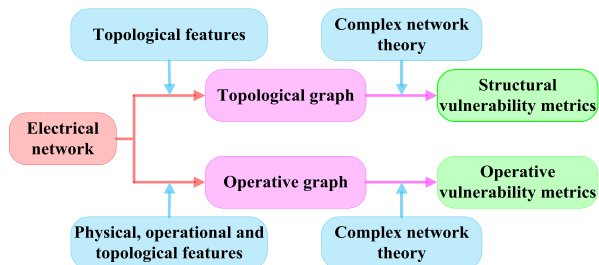 Topological features
Complex network
theory
Topological graph
Structural
vulnerability metrics
Electrical
network
Operative graph
Operative
vulnerability metrics
Physical, operational and
topological features
Complex network
theory